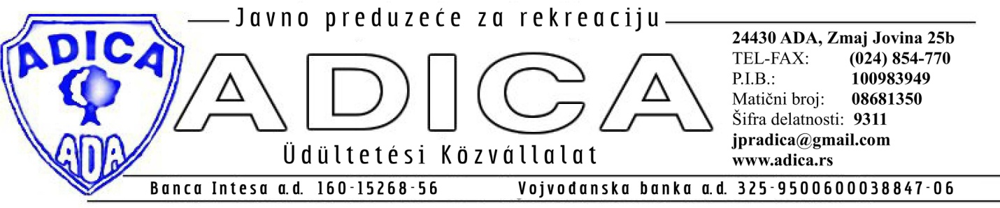 ADICA
ADA
Javno preduzeće za rekreaciju
ADICA
Üdültetési Közvállalat
24430 ADA, Zmaj Jovina 25b
TEL-FAX: (024) 854-770
P.I.B.: 100983949
Matični broj: 08681350
Šifra delatnosti: 9311
jpradica@gmail.com
www.adica.rs
Banca Intesa a.d. 160-15268-56 Vojvođanska banka a.d. 325-9500600038847-06